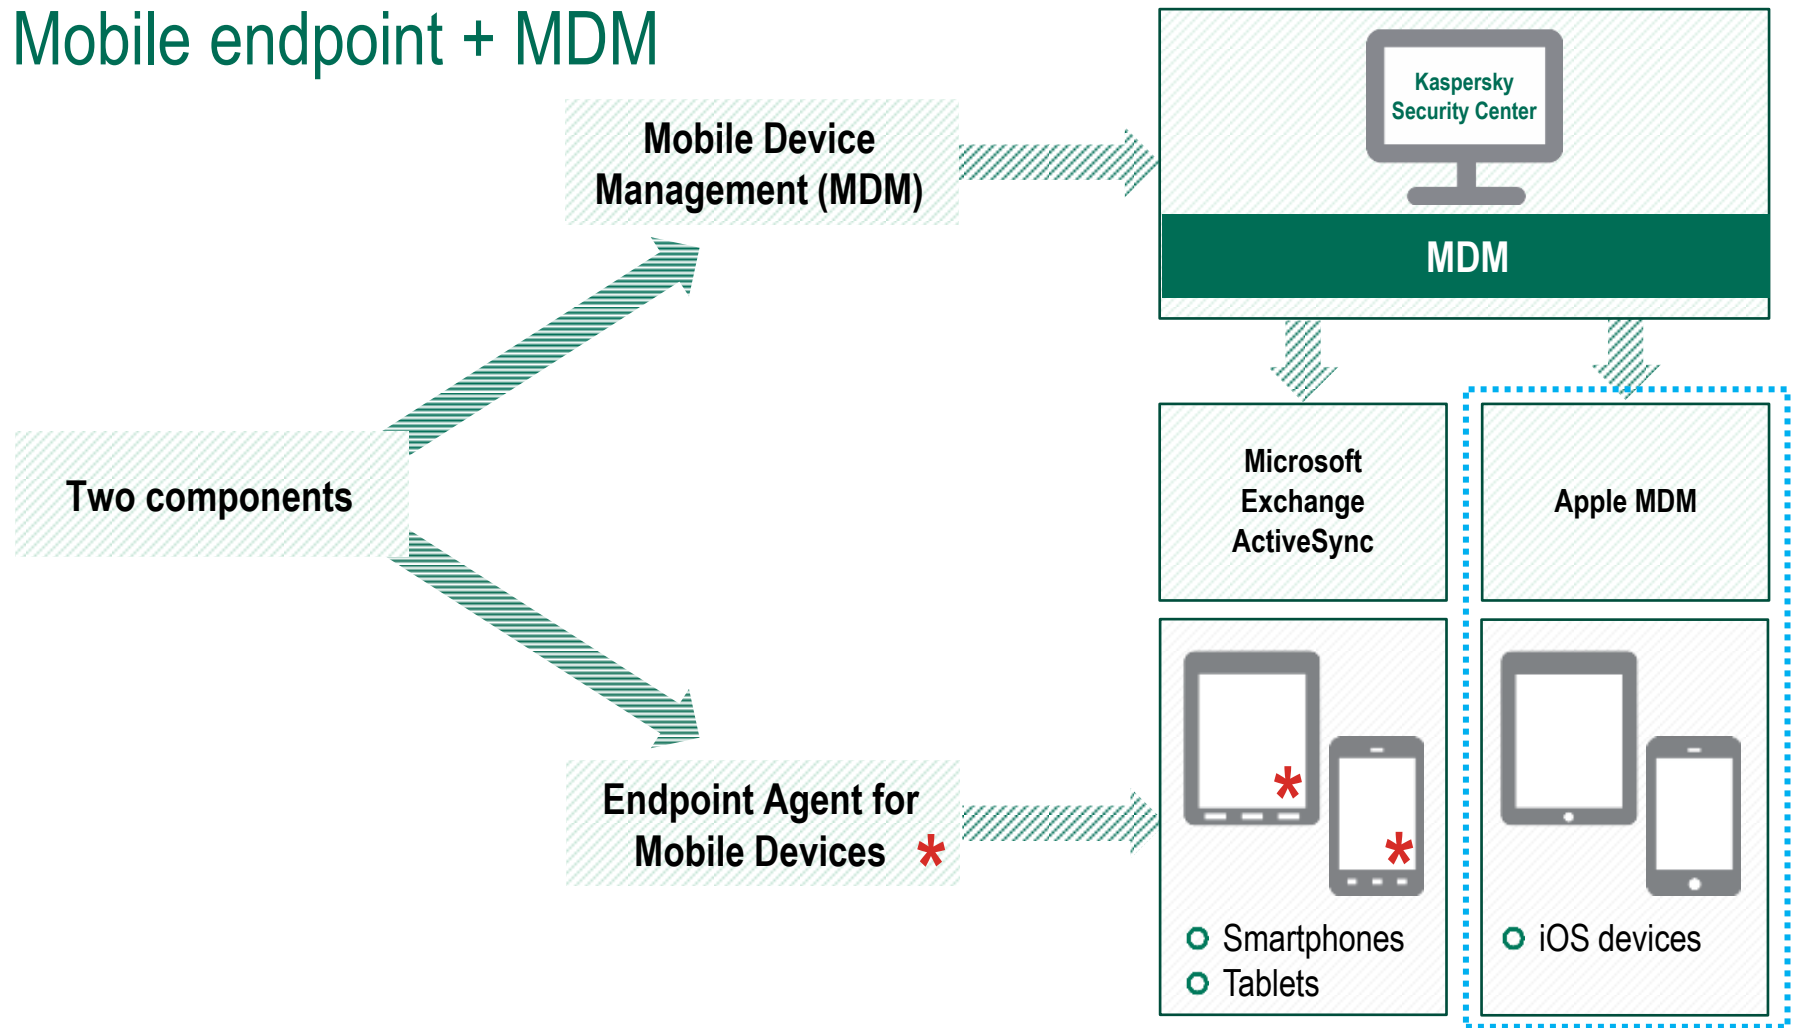 Mobile endpoint + MDM
Kaspersky
Security Center
Mobile Device
Management (MDM)
MDM
Two components
Microsoft
Exchange
ActiveSync
Apple MDM
Endpoint Agent for
Mobile Devices *
*
*
Smartphones
Tablets
iOS devices